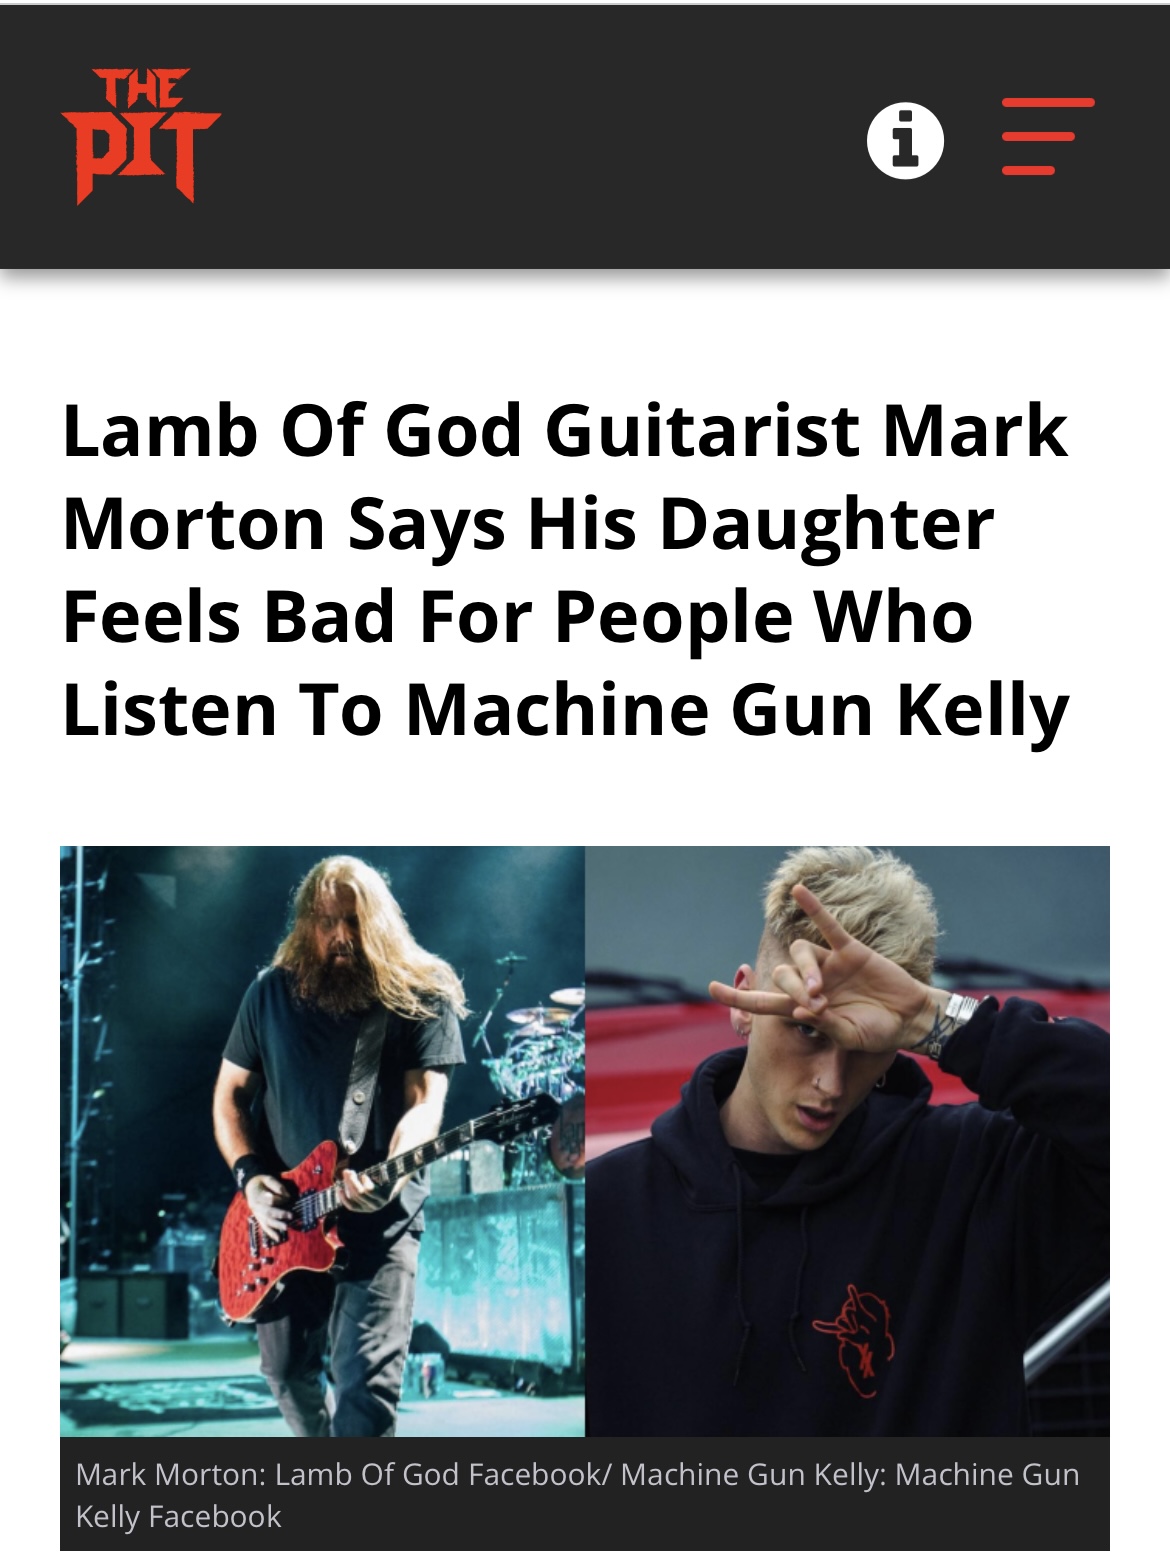 THE
PIT
Lamb Of God Guitarist Mark
Morton Says His Daughter
Feels Bad For People Who
Listen To Machine Gun Kelly
Mark Morton: Lamb Of God Facebook/ Machine Gun Kelly: Machine Gun
Kelly Facebook